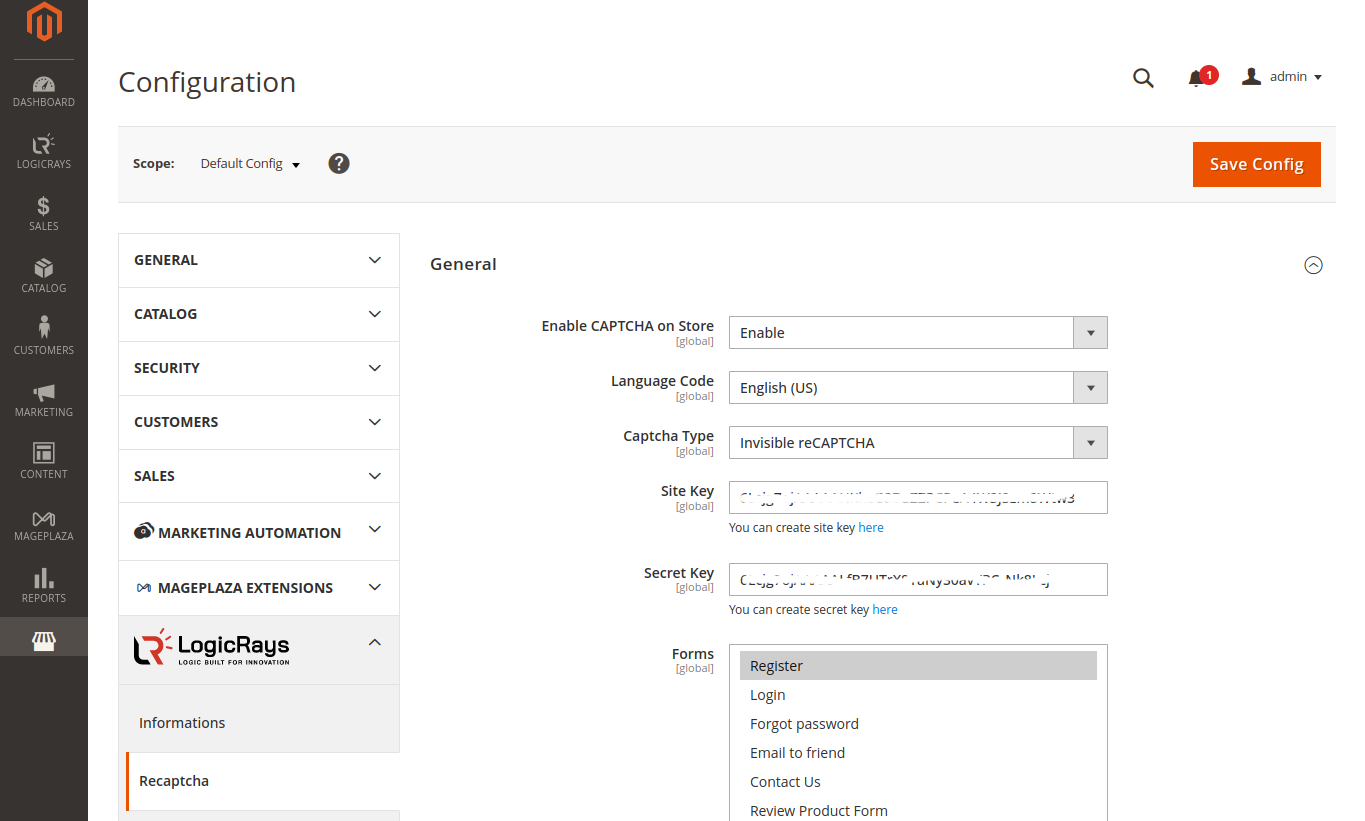 Configuration
1
admin
Scope:
Default Config
?
Save Config
DASHBOARD
LOGICRAYS
$
SALES
CATALOG
CUSTOMERS
MARKETING
CONTENT
MAGEPLAZA
REPORTS
GENERAL
CATALOG
SECURITY
CUSTOMERS
SALES
MARKETING AUTOMATION
MAGEPLAZA EXTENSIONS
LogicRays
LOGIC BUILT FOR INNOVATION
Informations
Recaptcha
General
Enable CAPTCHA on Store
[global]
Enable
Language Code
[global]
English (US)
Captcha Type
[global]
Invisible reCAPTCHA
Site Key
[global]
You can create site key here
Secret Key
[global]
You can create secret key here
Forms
[global]
Register
Login
Forgot password
Email to friend
Contact Us
Review Product Form